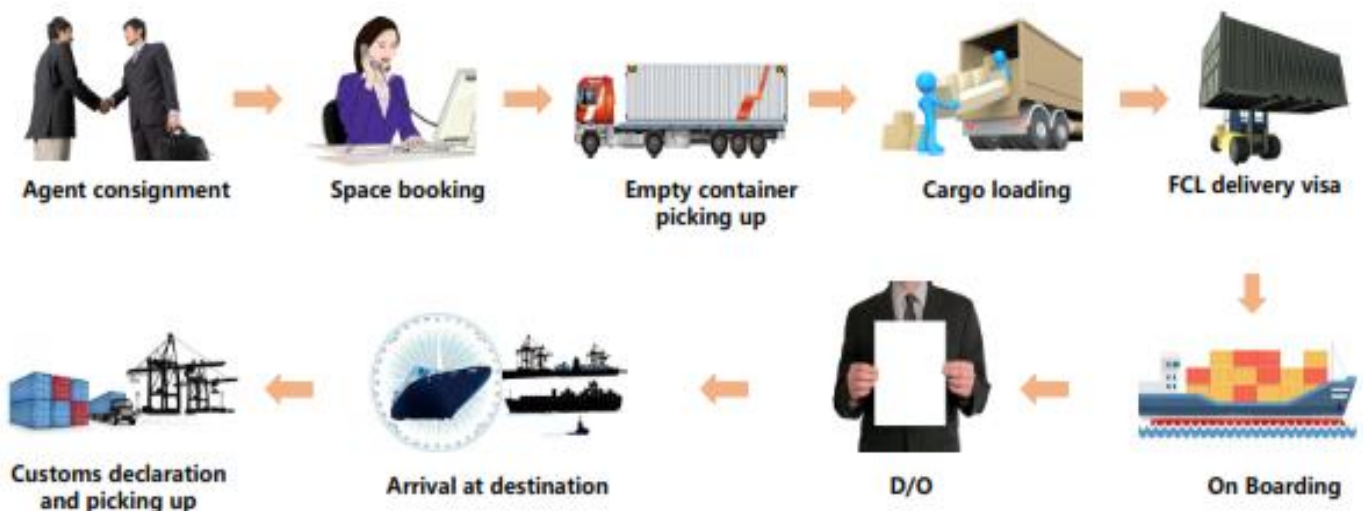 Agent consignment
Space booking
Empty container
picking up
Cargo loading
FCL delivery visa
On Boarding
D/O
Arrival at destination
Customs declaration
and picking up